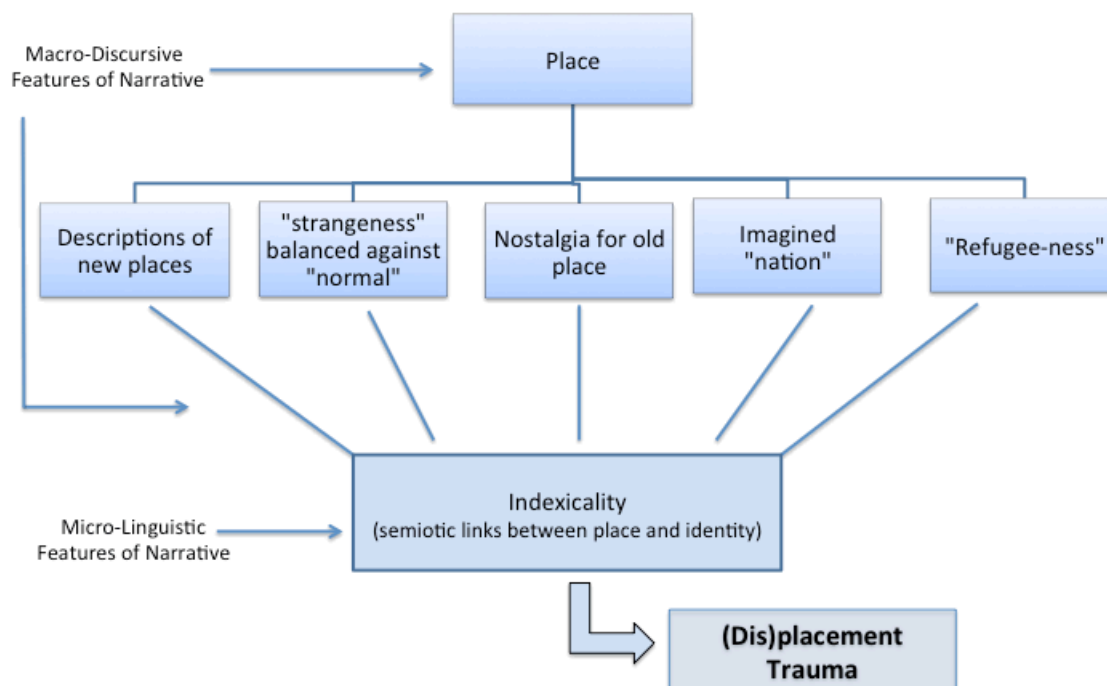 Macro-Discursive
Features of Narrative
Place
Descriptions of
new places
"strangeness"
balanced against
"normal"
Nostalgia for old
place
Imagined
"nation"
"Refugee-ness"
Indexicality
(semiotic links between place and identity)
Micro-Linguistic
Features of Narrative
(Dis)placement
Trauma